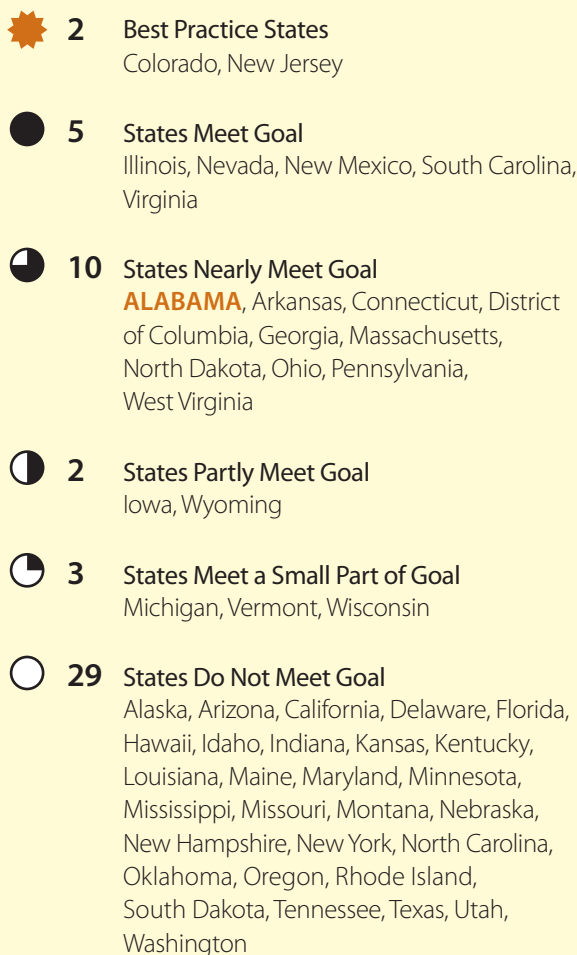 2 Best Practice States
Colorado, New Jersey
5 States Meet Goal
Illinois, Nevada, New Mexico, South Carolina,
Virginia
10 States Nearly Meet Goal
ALABAMA, Arkansas, Connecticut, District
of Columbia, Georgia, Massachusetts,
North Dakota, Ohio, Pennsylvania,
West Virginia
2 States Partly Meet Goal
Iowa, Wyoming
3 States Meet a Small Part of Goal
Michigan, Vermont, Wisconsin
29 States Do Not Meet Goal
Alaska, Arizona, California, Delaware, Florida,
Hawaii, Idaho, Indiana, Kansas, Kentucky,
Louisiana, Maine, Maryland, Minnesota,
Mississippi, Missouri, Montana, Nebraska,
New Hampshire, New York, North Carolina,
Oklahoma, Oregon, Rhode Island,
South Dakota, Tennessee, Texas, Utah,
Washington